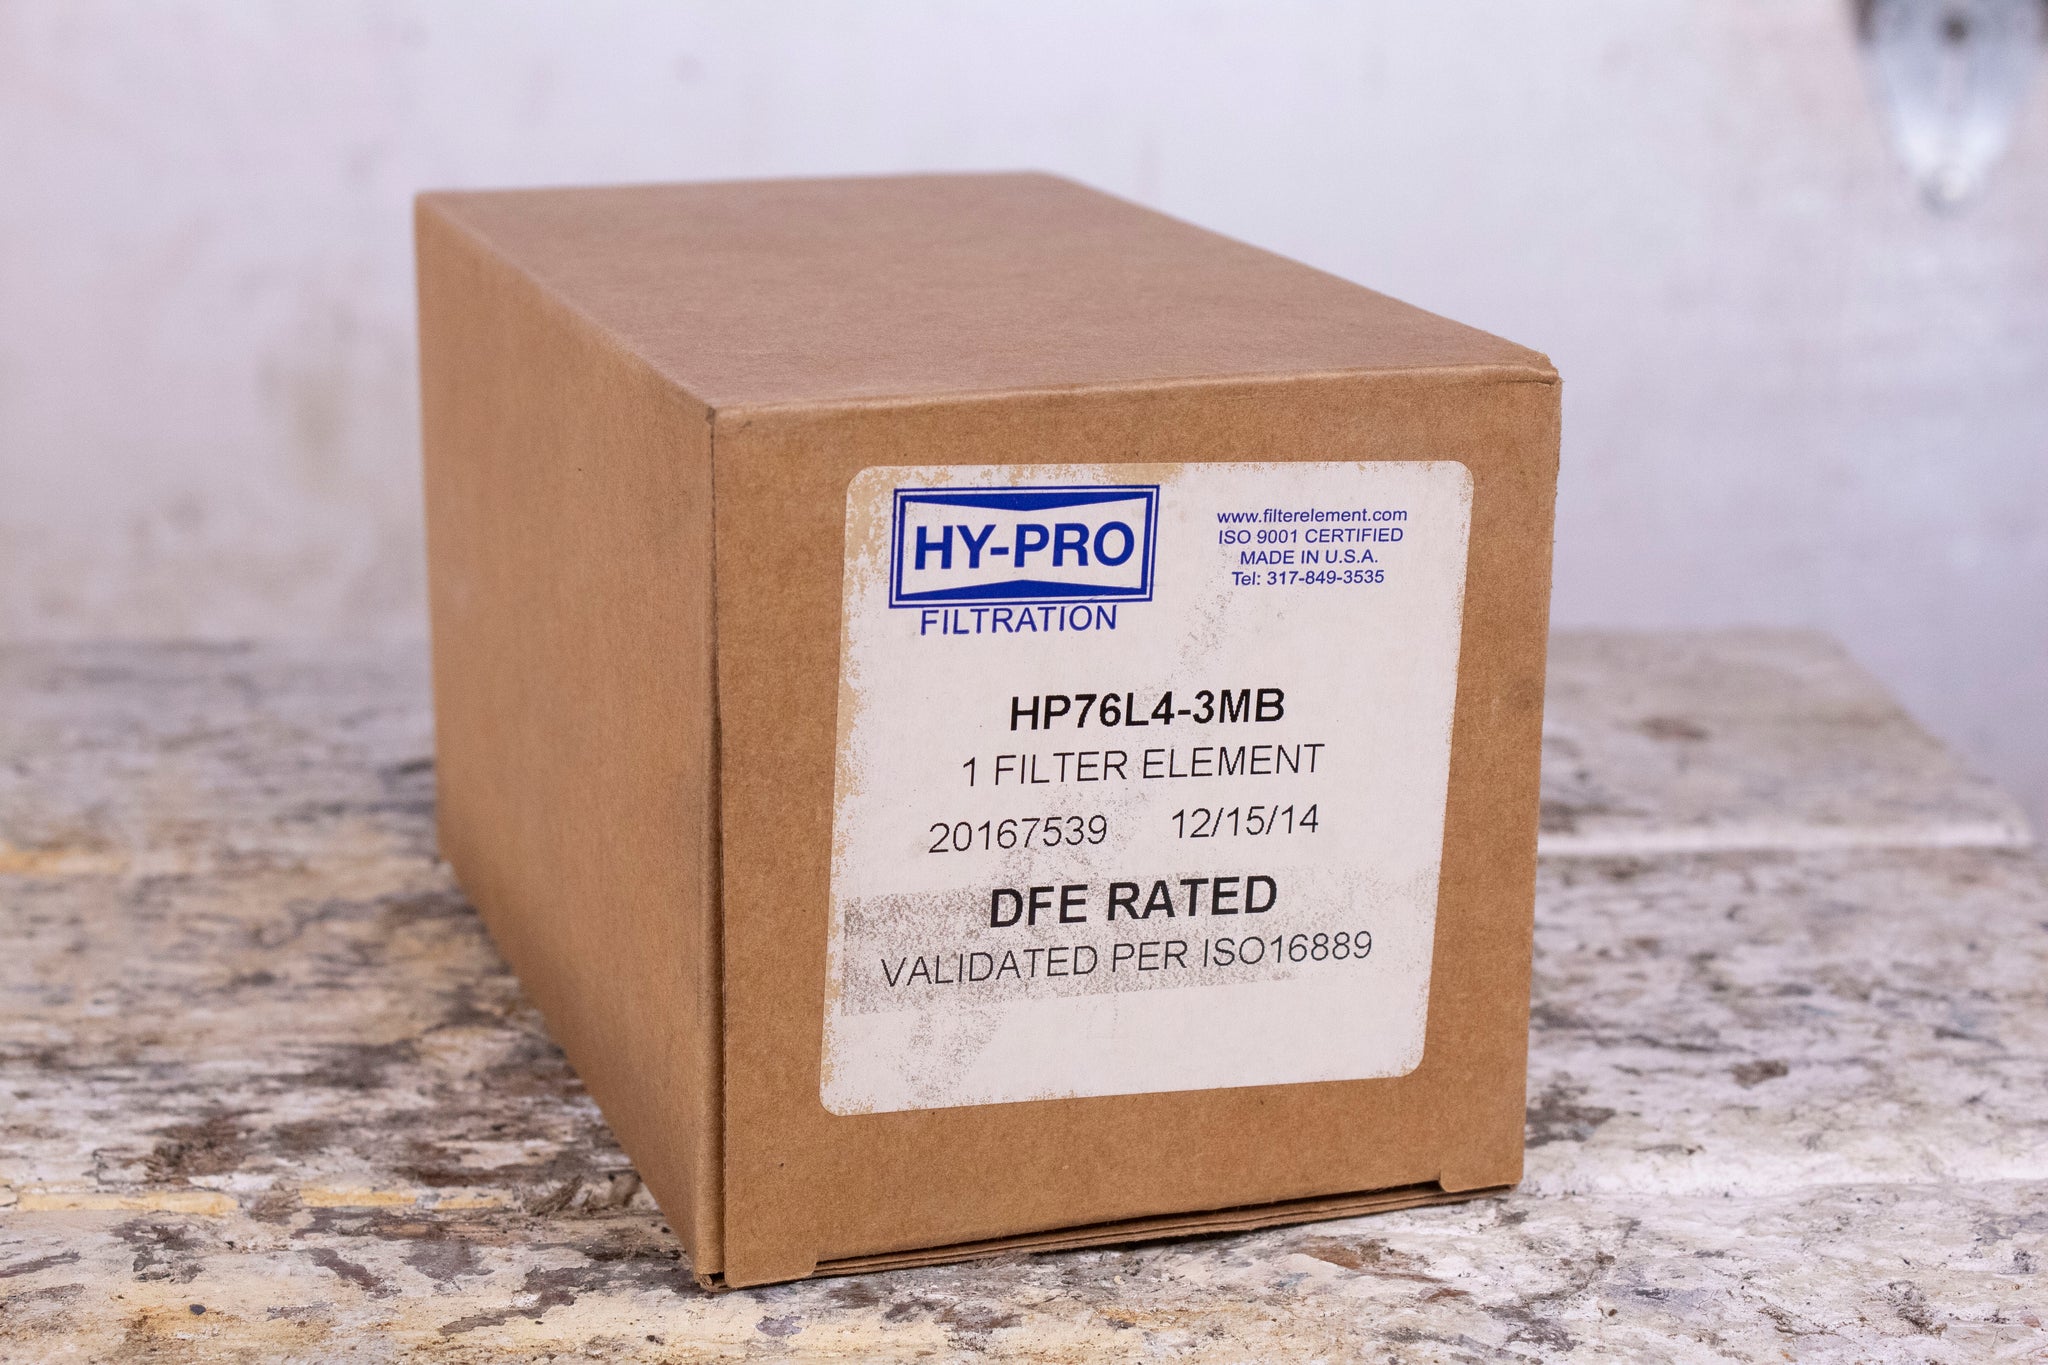 HY-PRO
FILTRATION
www.filterelement.com
ISO 9001 CERTIFIED
MADE IN U.S.A.
Tel: 317-849-3535
HP76L4-3MB
1 FILTER ELEMENT
20167539 12/15/14
DFE RATED
VALIDATED PER ISO16889